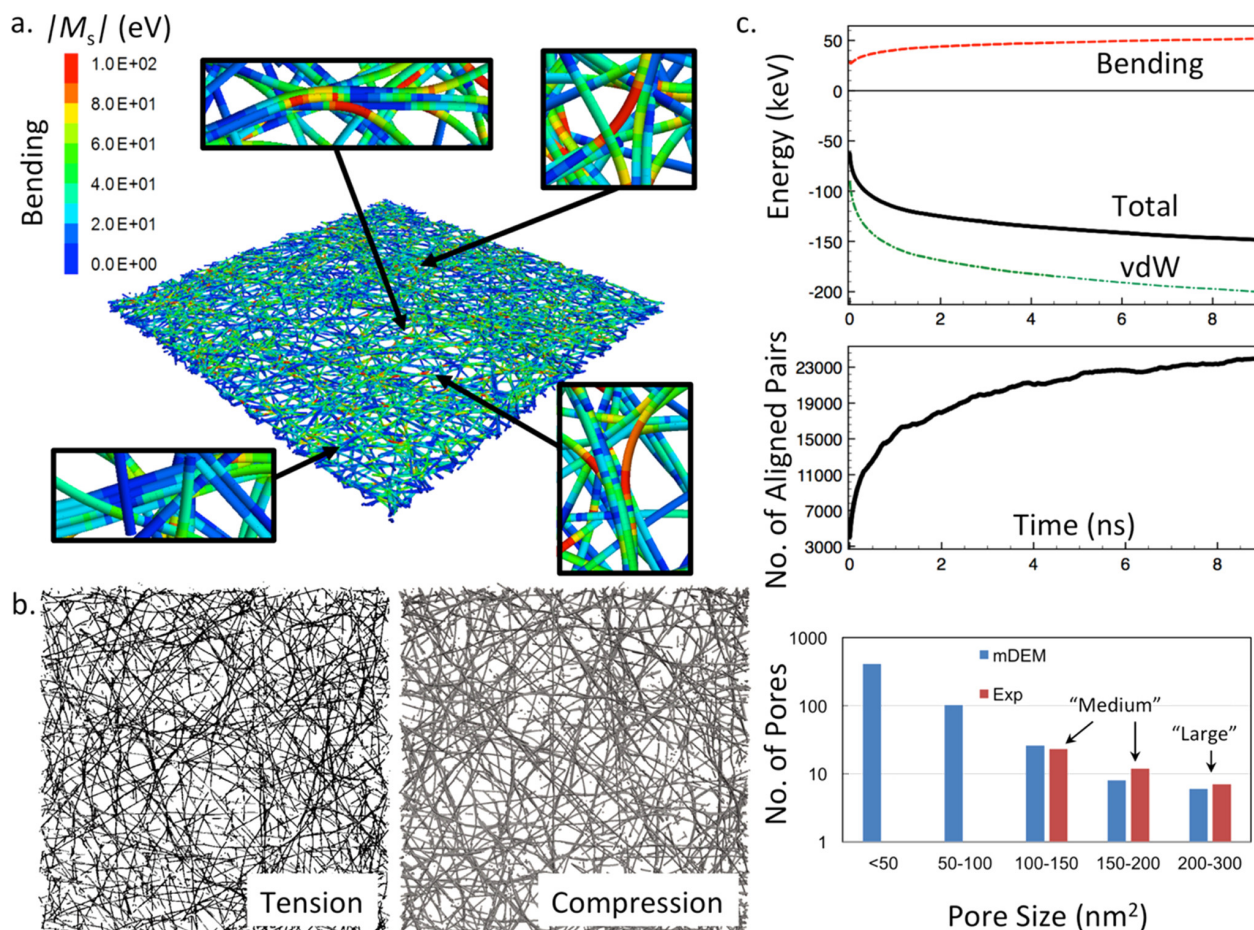 a. |Mₛ| (eV)
Bending
1.0E+02
8.0E+01
6.0E+01
4.0E+01
2.0E+01
0.0E+00
b.
Tension
Compression
c.
Energy (keV)
50
0
-50
-100
-150
-200
Bending
Total
vdW
0 2 4 6 8
No. of Aligned Pairs
23000
19000
15000
11000
7000
3000
Time (ns)
0 2 4 6 8
No. of Pores
1000
100
10
1
mDEM
Exp
“Medium”
“Large”
<50 50-100 100-150 150-200 200-300
Pore Size (nm²)